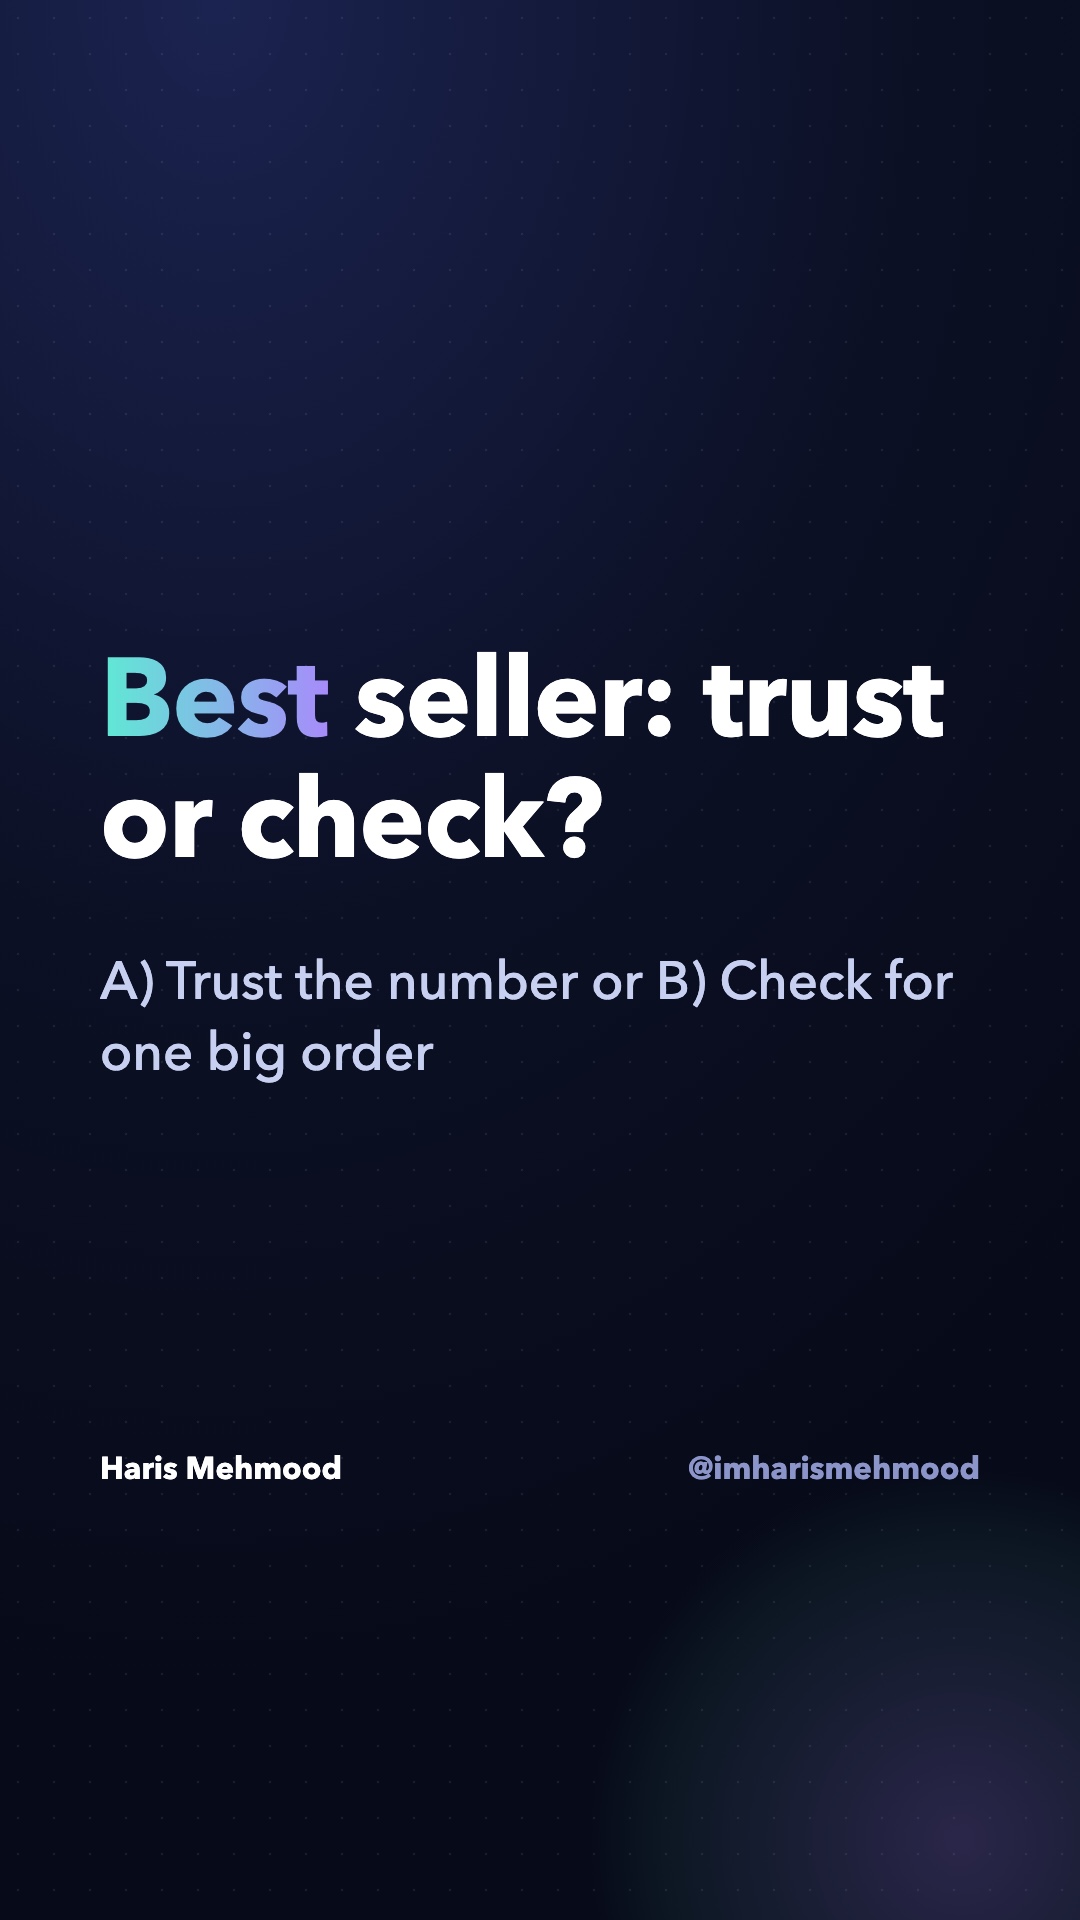 Best seller: trust
or check?
A) Trust the number or B) Check for
one big order
Haris Mehmood
@imharismehmood